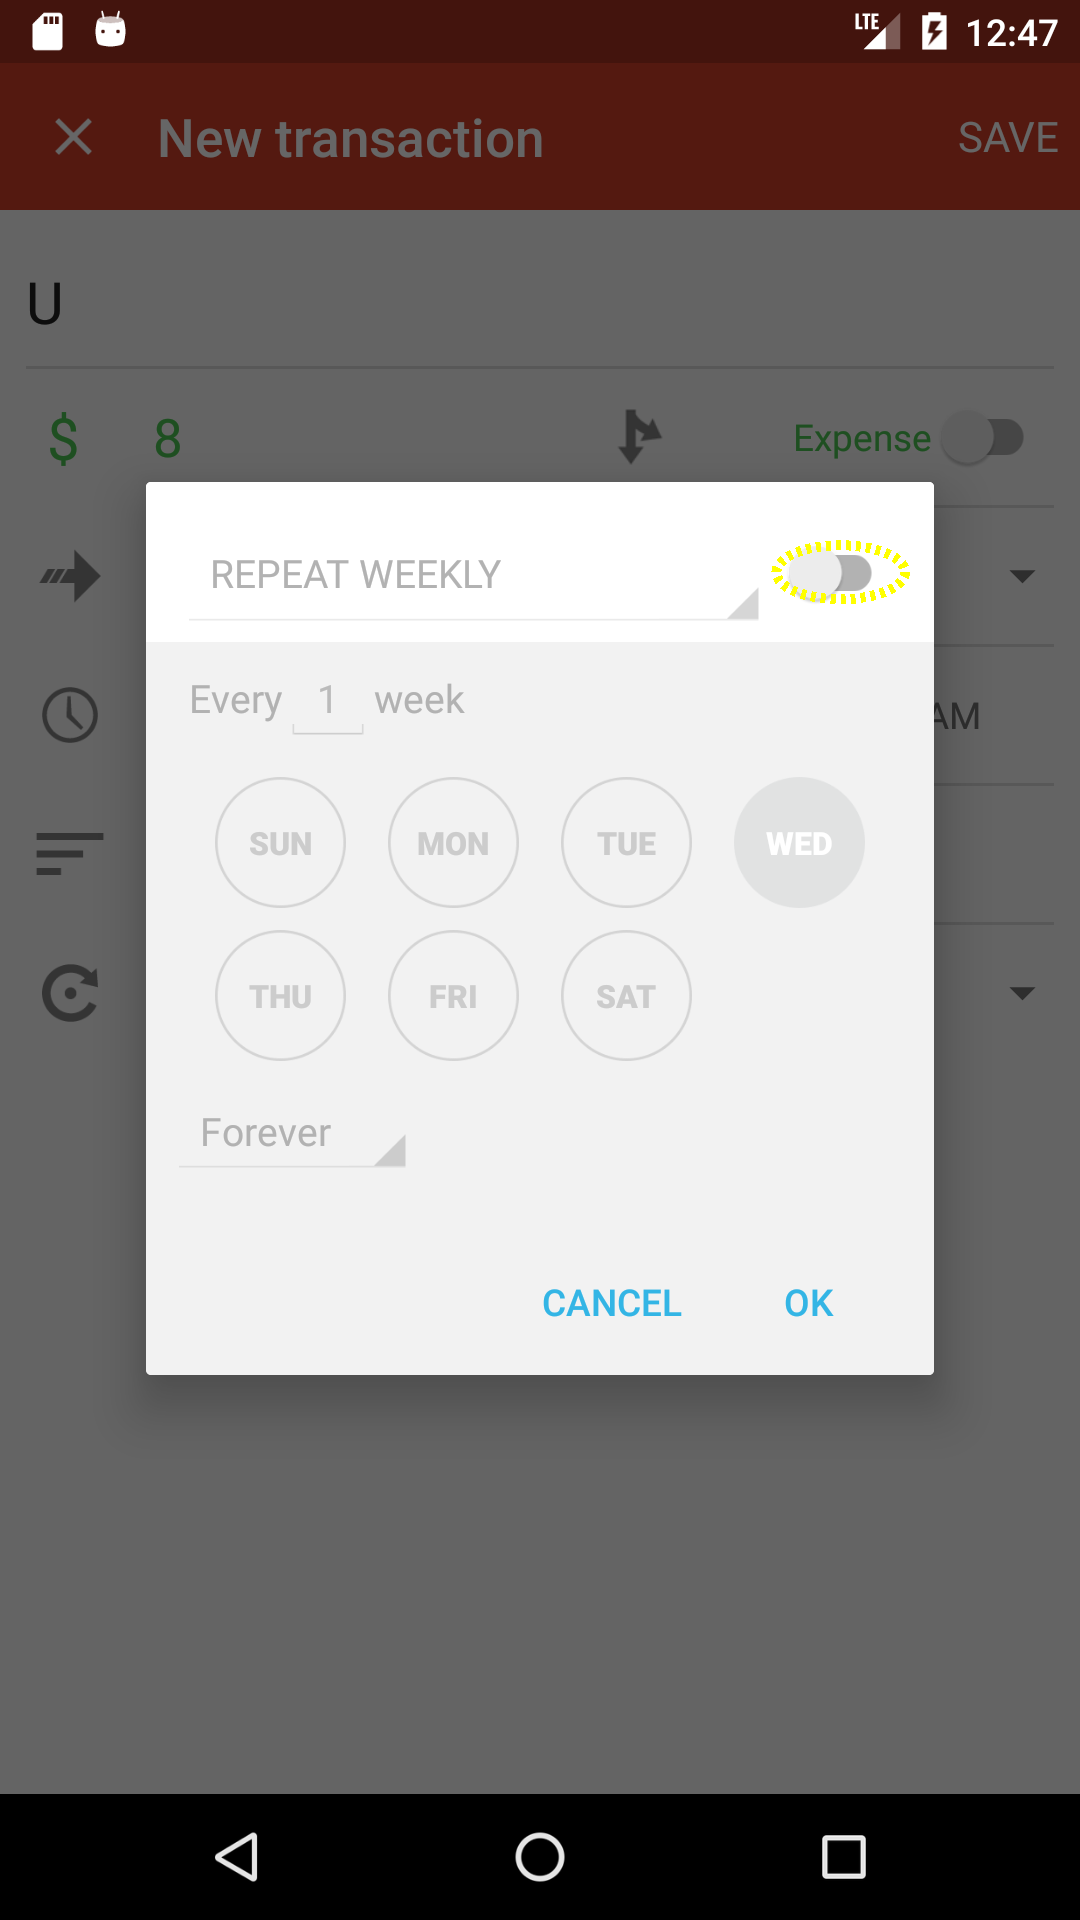 LTE 12:47
New transaction SAVE
U
$ 8 Expense
REPEAT WEEKLY
Every 1 week
AM
SUN MON TUE WED
THU FRI SAT
Forever
CANCEL OK